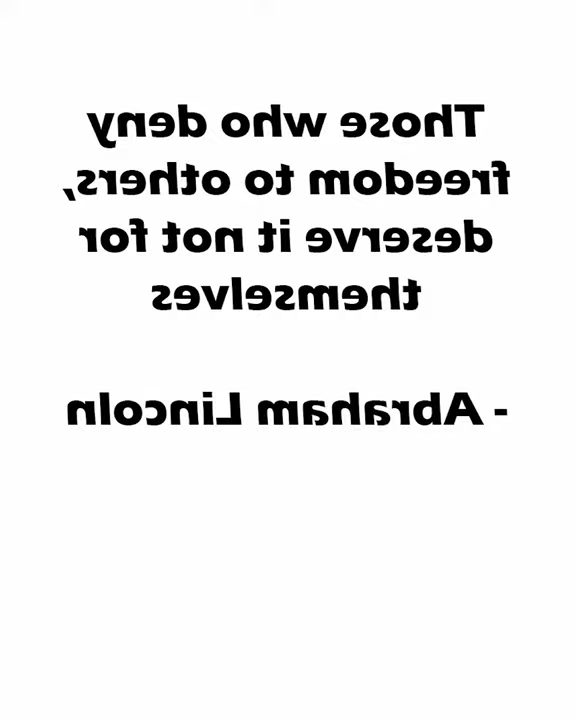 Those who deny
freedom to others,
deserve it not for
themselves
- Abraham Lincoln